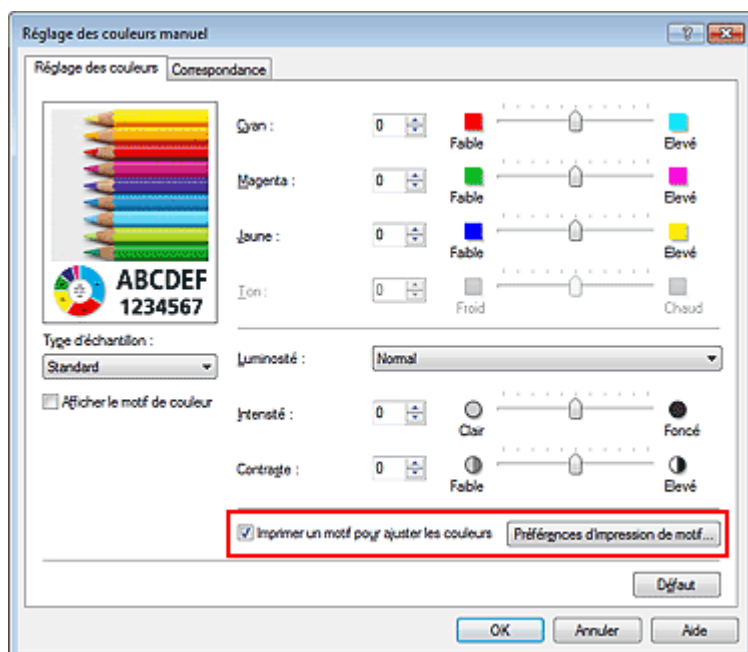 Réglage des couleurs manuel
Réglage des couleurs Correspondance
Cyan : 0 Faible Elevé
Magenta : 0 Faible Elevé
Jaune : 0 Faible Elevé
Ton : 0 Froid Chaud
ABCDEF
1234567
Type d'échantillon :
Standard
Afficher le motif de couleur
Luminosité : Normal
Intensité : 0 Clair Foncé
Contraste : 0 Faible Elevé
Imprimer un motif pour ajuster les couleurs Préférences d'impression de motif...
Défaut
OK Annuler Aide